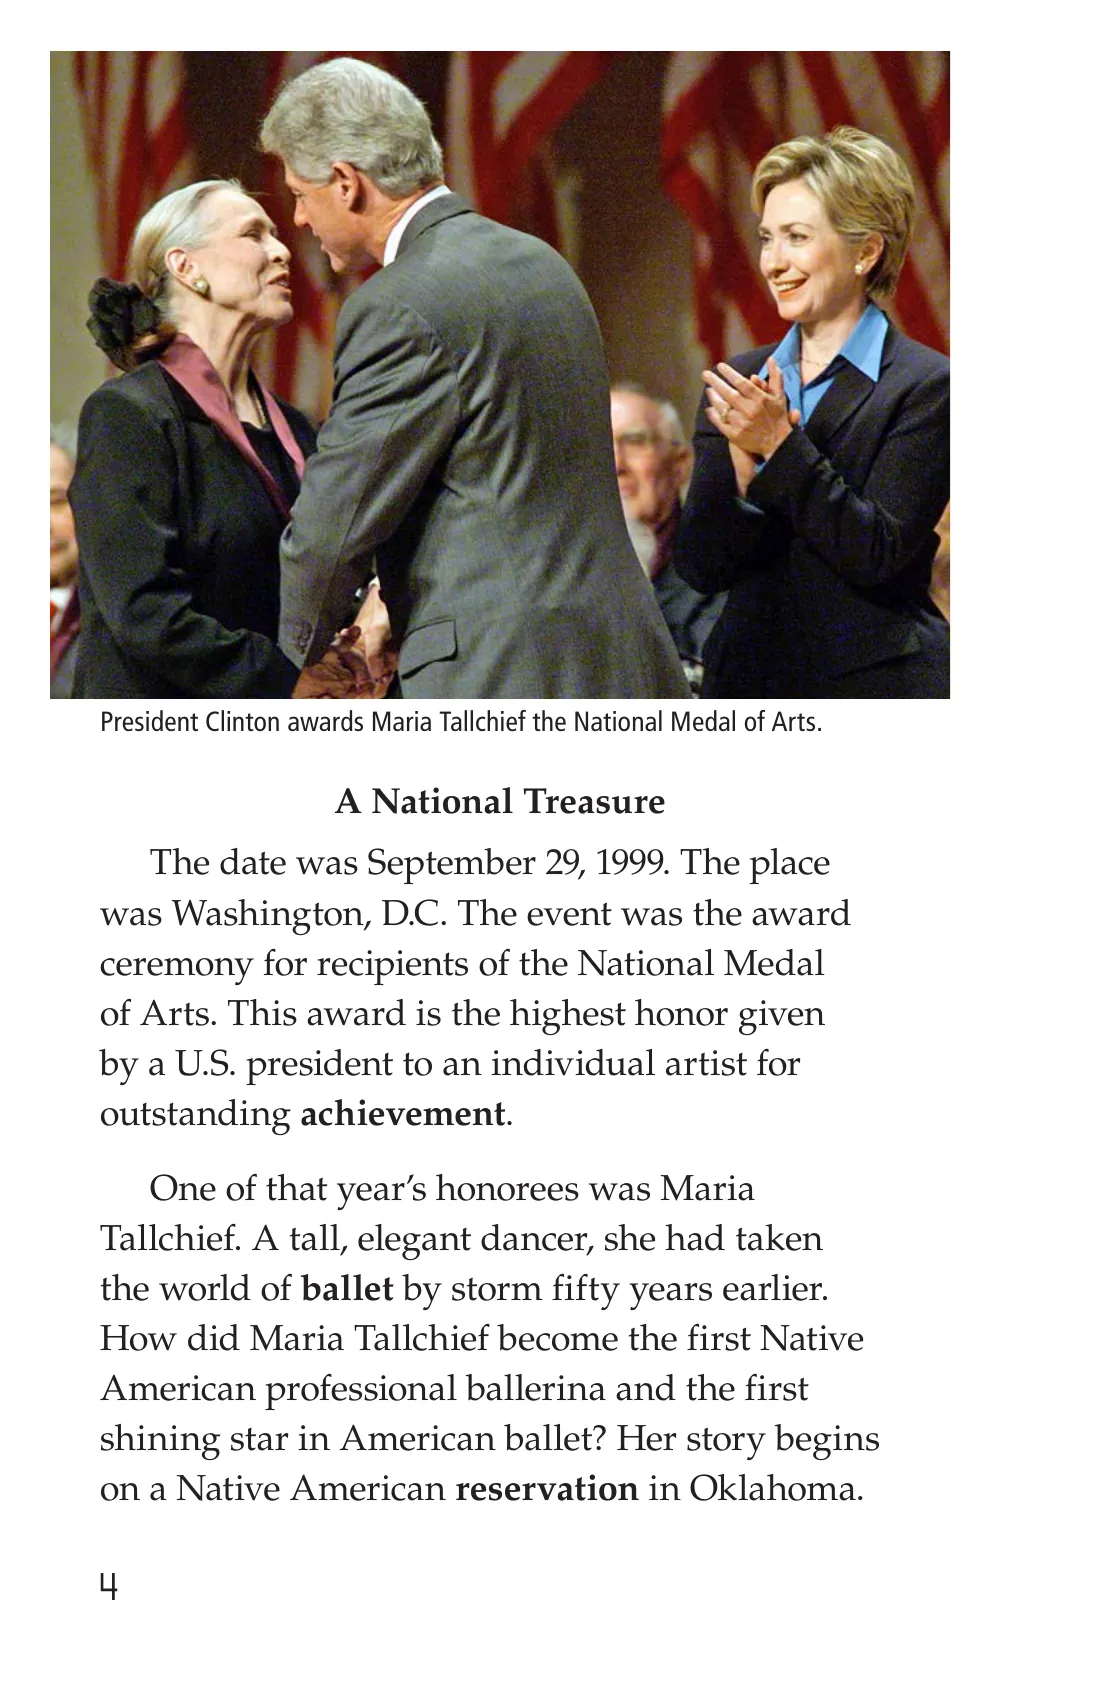 President Clinton awards Maria Tallchief the National Medal of Arts.
A National Treasure
The date was September 29, 1999. The place
was Washington, D.C. The event was the award
ceremony for recipients of the National Medal
of Arts. This award is the highest honor given
by a U.S. president to an individual artist for
outstanding achievement.
One of that year’s honorees was Maria
Tallchief. A tall, elegant dancer, she had taken
the world of ballet by storm fifty years earlier.
How did Maria Tallchief become the first Native
American professional ballerina and the first
shining star in American ballet? Her story begins
on a Native American reservation in Oklahoma.
4